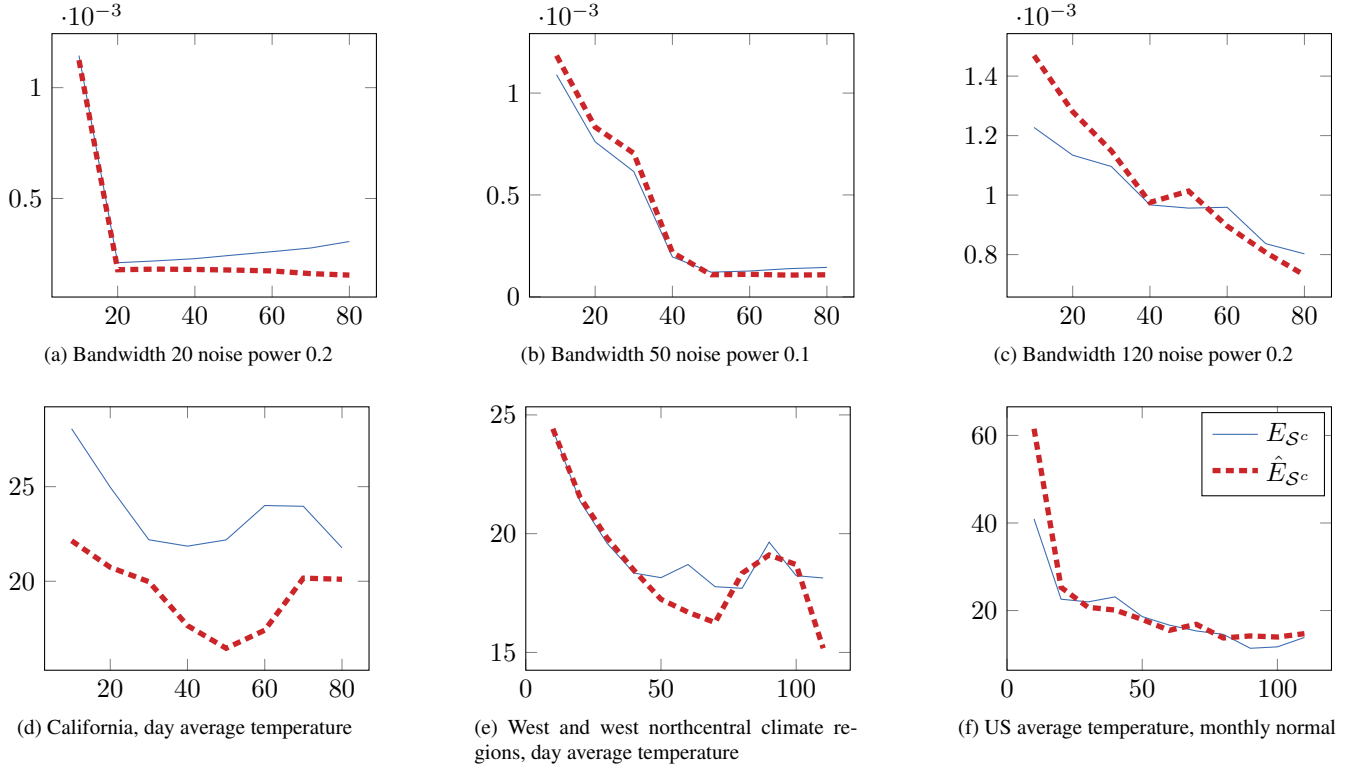 ·10−3
1
0.5
20 40 60 80
(a) Bandwidth 20 noise power 0.2
·10−3
1
0.5
0
20 40 60 80
(b) Bandwidth 50 noise power 0.1
·10−3
1.4
1.2
1
0.8
20 40 60 80
(c) Bandwidth 120 noise power 0.2
25
20
20 40 60 80
(d) California, day average temperature
25
20
15
0 50 100
(e) West and west northcentral climate re-
gions, day average temperature
60
40
20
0 50 100
E_{S^c}
Ê_{S^c}
(f) US average temperature, monthly normal